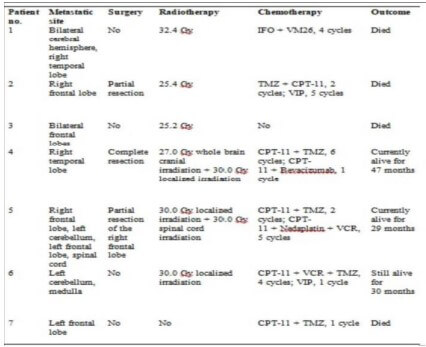 Patient no. Metastatic site Surgery Radiotherapy Chemotherapy Outcome
1 Bilateral cerebral hemisphere, right temporal lobe No 32.4 Gy IFO + VM26, 4 cycles Died
2 Right frontal lobe Partial resection 25.4 Gy TMZ + CPT-11, 2 cycles; VIP, 5 cycles Died
3 Bilateral frontal lobes No 25.2 Gy No Died
4 Right temporal lobe Complete resection 27.0 Gy whole brain cranial irradiation + 30.0 Gy localized irradiation CPT-11 + TMZ, 6 cycles; CPT-11 + Bevacizumab, 1 cycle Currently alive for 47 months
5 Right frontal lobe, left cerebellum, left frontal lobe, spinal cord Partial resection of the right frontal lobe 30.0 Gy localized irradiation + 30.0 Gy spinal cord irradiation CPT-11 + TMZ, 2 cycles; CPT-11 + Nedaplatin + VCR, 5 cycles Currently alive for 29 months
6 Left cerebellum, medulla No 30.0 Gy localized irradiation CPT-11 + VCR + TMZ, 4 cycles; VIP, 1 cycle Still alive for 30 months
7 Left frontal lobe No No CPT-11 + TMZ, 1 cycle Died